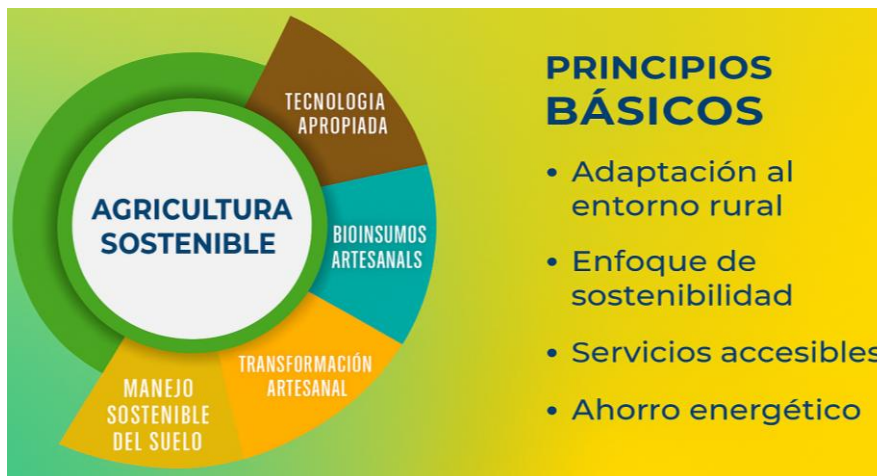 AGRICULTURA
SOSTENIBLE
TECNOLOGIA
APROPIADA
BIOINSUMOS
ARTESANALS
TRANSFORMACIÓN
ARTESANAL
MANEJO
SOSTENIBLE
DEL SUELO
PRINCIPIOS
BÁSICOS
• Adaptación al
entorno rural
• Enfoque de
sostenibilidad
• Servicios accesibles
• Ahorro energético